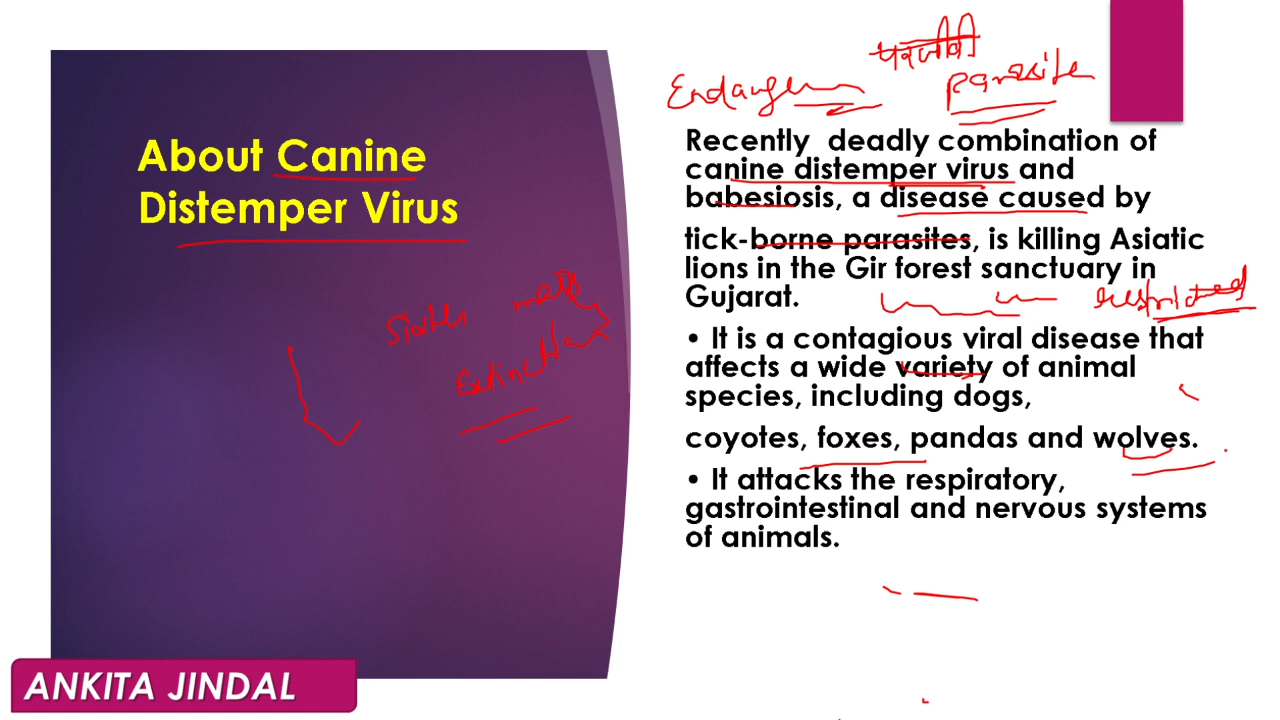 About Canine
Distemper Virus
परजीवी
parasite
Recently deadly combination of
canine distemper virus and
babesiosis, a disease caused by
tick-borne parasites, is killing Asiatic
lions in the Gir forest sanctuary in
Gujarat.
restricted
• It is a contagious viral disease that
affects a wide variety of animal
species, including dogs,
coyotes, foxes, pandas and wolves.
• It attacks the respiratory,
gastrointestinal and nervous systems
of animals.
ANKITA JINDAL